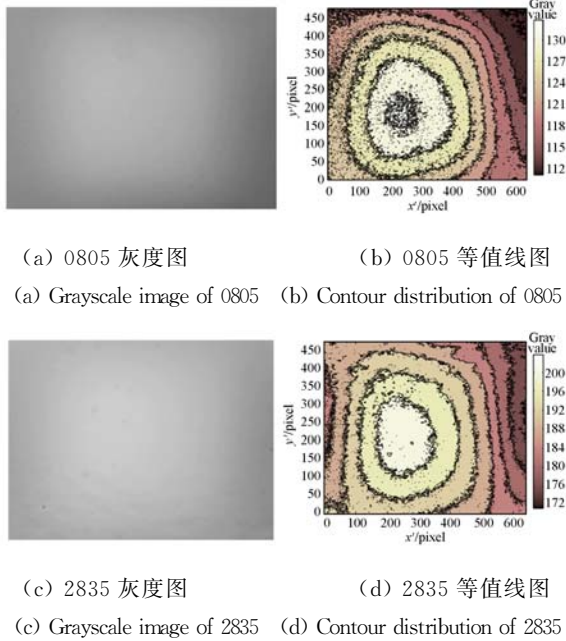 Gray
value
450
400
350
300
250
200
150
100
50
0
y'/pixel
130
127
124
121
118
115
112
0 100 200 300 400 500 600
x'/pixel
(a) 0805 灰度图 (b) 0805 等值线图
(a) Grayscale image of 0805 (b) Contour distribution of 0805
Gray
value
450
400
350
300
250
200
150
100
50
0
y'/pixel
200
196
192
188
184
180
176
172
0 100 200 300 400 500 600
x'/pixel
(c) 2835 灰度图 (d) 2835 等值线图
(c) Grayscale image of 2835 (d) Contour distribution of 2835